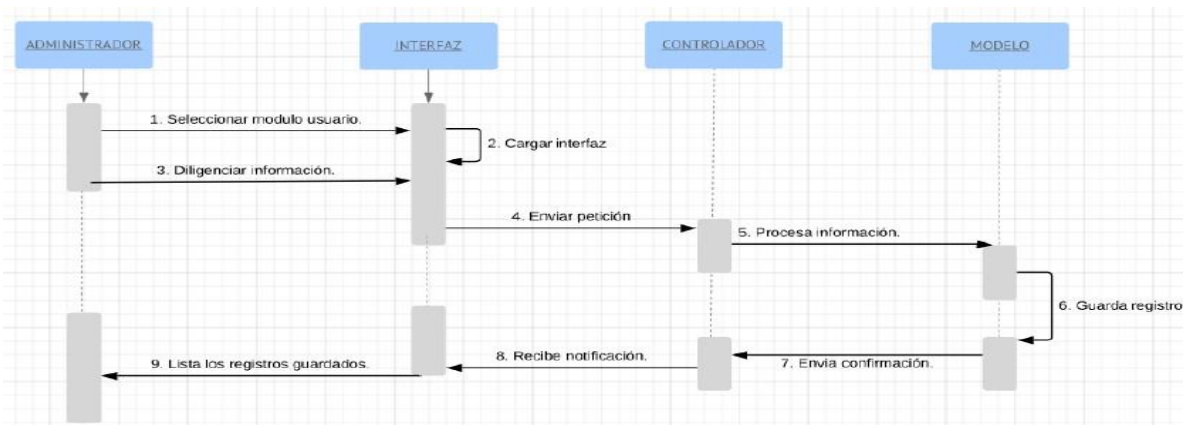 ADMINISTRADOR
INTERFAZ
CONTROLADOR
MODELO
1. Seleccionar modulo usuario.
2. Cargar interfaz
3. Diligenciar información.
4. Enviar petición
5. Procesa información.
6. Guarda registro
7. Envia confirmación.
8. Recibe notificación.
9. Lista los registros guardados.